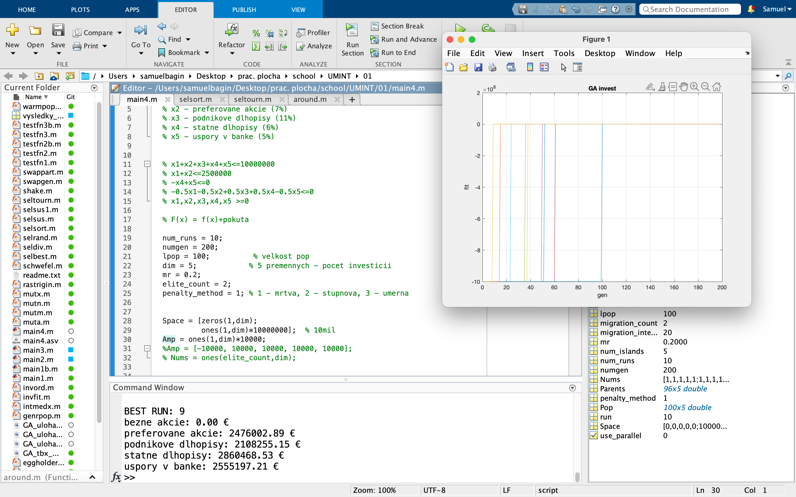 HOME PLOTS APPS EDITOR PUBLISH VIEW
Search Documentation Samuel
New Open Save Compare Print
Go To Find Bookmark
Refactor
Profiler Analyze
Run Section
Section Break
Run and Advance
Run to End
FILE NAVIGATE CODE ANALYZE SECTION
/ Users samuelbagin Desktop prac. plocha school UMINT 01
Current Folder
Name Git
warmpop...
vysledky_...
testfn3b.m
testfn3.m
testfn2b.m
testfn2.m
testfn1.m
swappart.m
swapgen.m
shake.m
seltourn.m
selsus1.m
selsus.m
selsort.m
selrand.m
seldiv.m
selbest.m
schwefel.m
readme.txt
rastrigin.m
mutx.m
mutn.m
mutm.m
muta.m
main4.m
main4.asv
main3.m
main2.m
main1b.m
main1.m
invord.m
invfit.m
intmedx.m
genrpop.m
GA_uloha...
GA_uloha...
GA_uloha...
GA_tbx_...
eggholder...
around.m (Functi...
Editor - /Users/samuelbagin/Desktop/prac. plocha/school/UMINT/01/main4.m
main4.m selsort.m seltourn.m around.m
5 % x2 - preferovane akcie (7%)
6 % x3 - podnikove dlhopisy (11%)
7 % x4 - statne dlhopisy (6%)
8 % x5 - uspory v banke (5%)
9
10
11 % x1+x2+x3+x4+x5<=10000000
12 % x1+x2<=2500000
13 % -x4+x5<=0
14 % -0.5x1-0.5x2+0.5x3+0.5x4-0.5x5<=0
15 % x1,x2,x3,x4,x5 >=0
16
17 % F(x) = f(x)+pokuta
18
19 num_runs = 10;
20 numgen = 200;
21 lpop = 100; % velkost pop
22 dim = 5; % 5 premennych - pocet investicii
23 mr = 0.2;
24 elite_count = 2;
25 penalty_method = 1; % 1 - mrtva, 2 - stupnova, 3 - umerna
26
27
28 Space = [zeros(1,dim);
29 ones(1,dim)*10000000]; % 10mil
30 Amp = ones(1,dim)*10000;
31 %Amp = [-10000, 10000, 10000, 10000, 10000];
32 % Nums = ones(elite_count,dim);
33
Command Window
BEST RUN: 9
bezne akcie: 0.00 €
preferovane akcie: 2476002.89 €
podnikove dlhopisy: 2108255.15 €
statne dlhopisy: 2860468.53 €
uspory v banke: 2555197.21 €
fx >>
Figure 1
File Edit View Insert Tools Desktop Window Help
GA invest
2 0 -2 -4 -6 -8 -10
fit
0 20 40 60 80 100 120 140 160 180 200
gen
lpop 100
migration_count 2
migration_inte... 20
mr 0.2000
num_islands 5
num_runs 10
numgen 200
Nums [1,1,1,1,1;1,1,1,...
Parents 96x5 double
penalty_method 1
Pop 100x5 double
run 10
Space [0,0,0,0,0;10000...
use_parallel 0
Zoom: 100% UTF-8 LF script Ln 30 Col 1